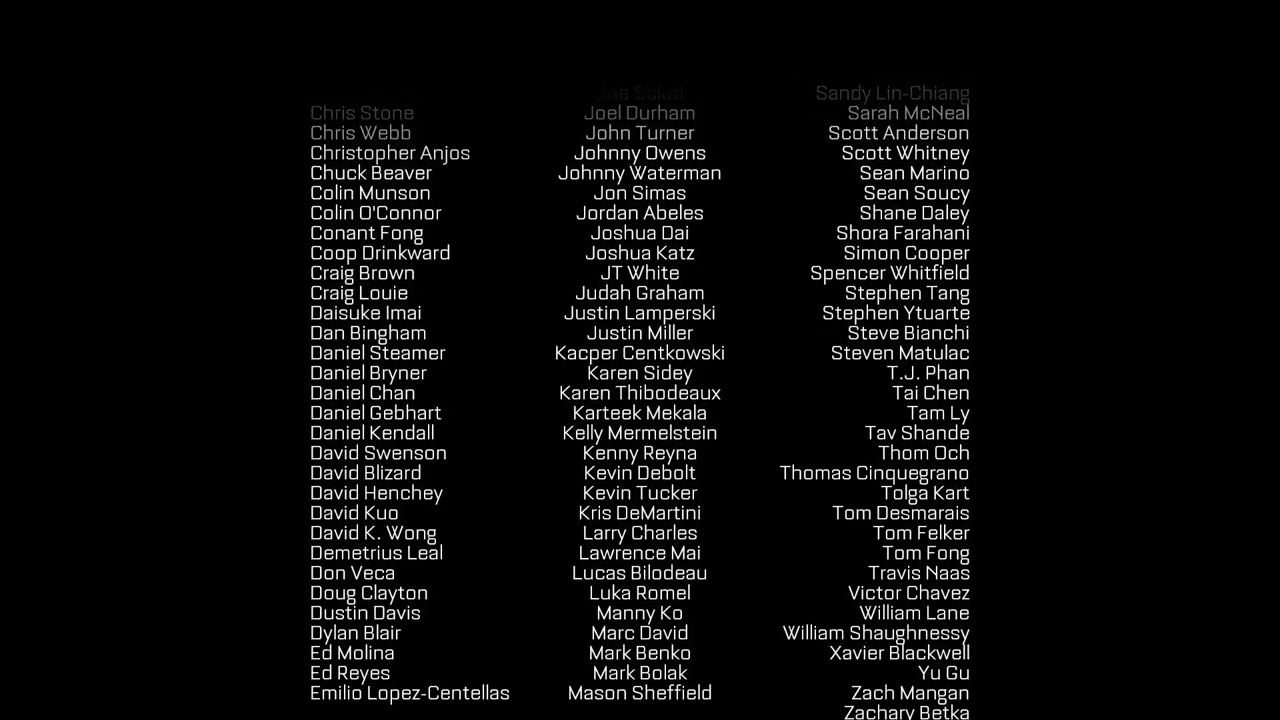 Chris Stone
Chris Webb
Christopher Anjos
Chuck Beaver
Colin Munson
Colin O'Connor
Conant Fong
Coop Drinkward
Craig Brown
Craig Louie
Daisuke Imai
Dan Bingham
Daniel Steamer
Daniel Bryner
Daniel Chan
Daniel Gebhart
Daniel Kendall
David Swenson
David Blizard
David Henchey
David Kuo
David K. Wong
Demetrius Leal
Don Veca
Doug Clayton
Dustin Davis
Dylan Blair
Ed Molina
Ed Reyes
Emilio Lopez-Centellas
Joe
Joel Durham
John Turner
Johnny Owens
Johnny Waterman
Jon Simas
Jordan Abeles
Joshua Dai
Joshua Katz
JT White
Judah Graham
Justin Lamperski
Justin Miller
Kacper Centkowski
Karen Sidey
Karen Thibodeaux
Karteek Mekala
Kelly Mermelstein
Kenny Reyna
Kevin Debolt
Kevin Tucker
Kris DeMartini
Larry Charles
Lawrence Mai
Lucas Bilodeau
Luka Romel
Manny Ko
Marc David
Mark Benko
Mark Bolak
Mason Sheffield
Sandy Lin-Chiang
Sarah McNeal
Scott Anderson
Scott Whitney
Sean Marino
Sean Soucy
Shane Daley
Shora Farahani
Simon Cooper
Spencer Whitfield
Stephen Tang
Stephen Ytuarte
Steve Bianchi
Steven Matulac
T.J. Phan
Tai Chen
Tam Ly
Tav Shande
Thom Och
Thomas Cinquegrano
Tolga Kart
Tom Desmarais
Tom Felker
Tom Fong
Travis Naas
Victor Chavez
William Lane
William Shaughnessy
Xavier Blackwell
Yu Gu
Zach Mangan
Zachary Betka